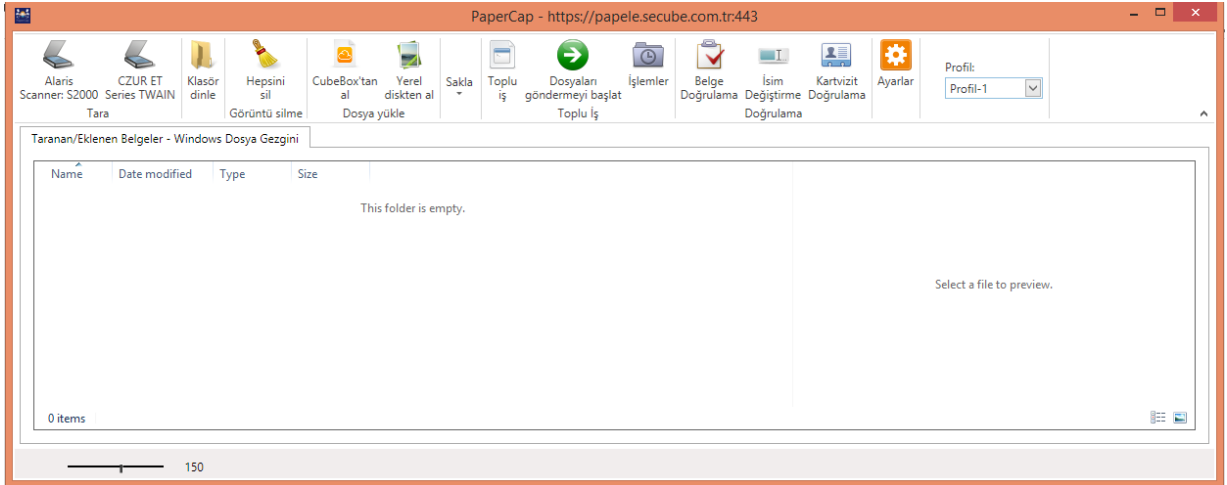 PaperCap - https://papele.secube.com.tr:443
Alaris
Scanner: S2000
CZUR ET
Series TWAIN
Tara
Klasör
dinle
Hepsini
sil
Görüntü silme
CubeBox'tan
al
Yerel
diskten al
Dosya yükle
Sakla
Toplu
iş
Dosyaları
göndermeyi başlat
İşlemler
Toplu İş
Belge
Doğrulama
İsim
Değiştirme
Kartvizit
Doğrulama
Doğrulama
Ayarlar
Profil:
Profil-1
Taranan/Eklenen Belgeler - Windows Dosya Gezgini
Name Date modified Type Size
This folder is empty.
Select a file to preview.
0 items
150